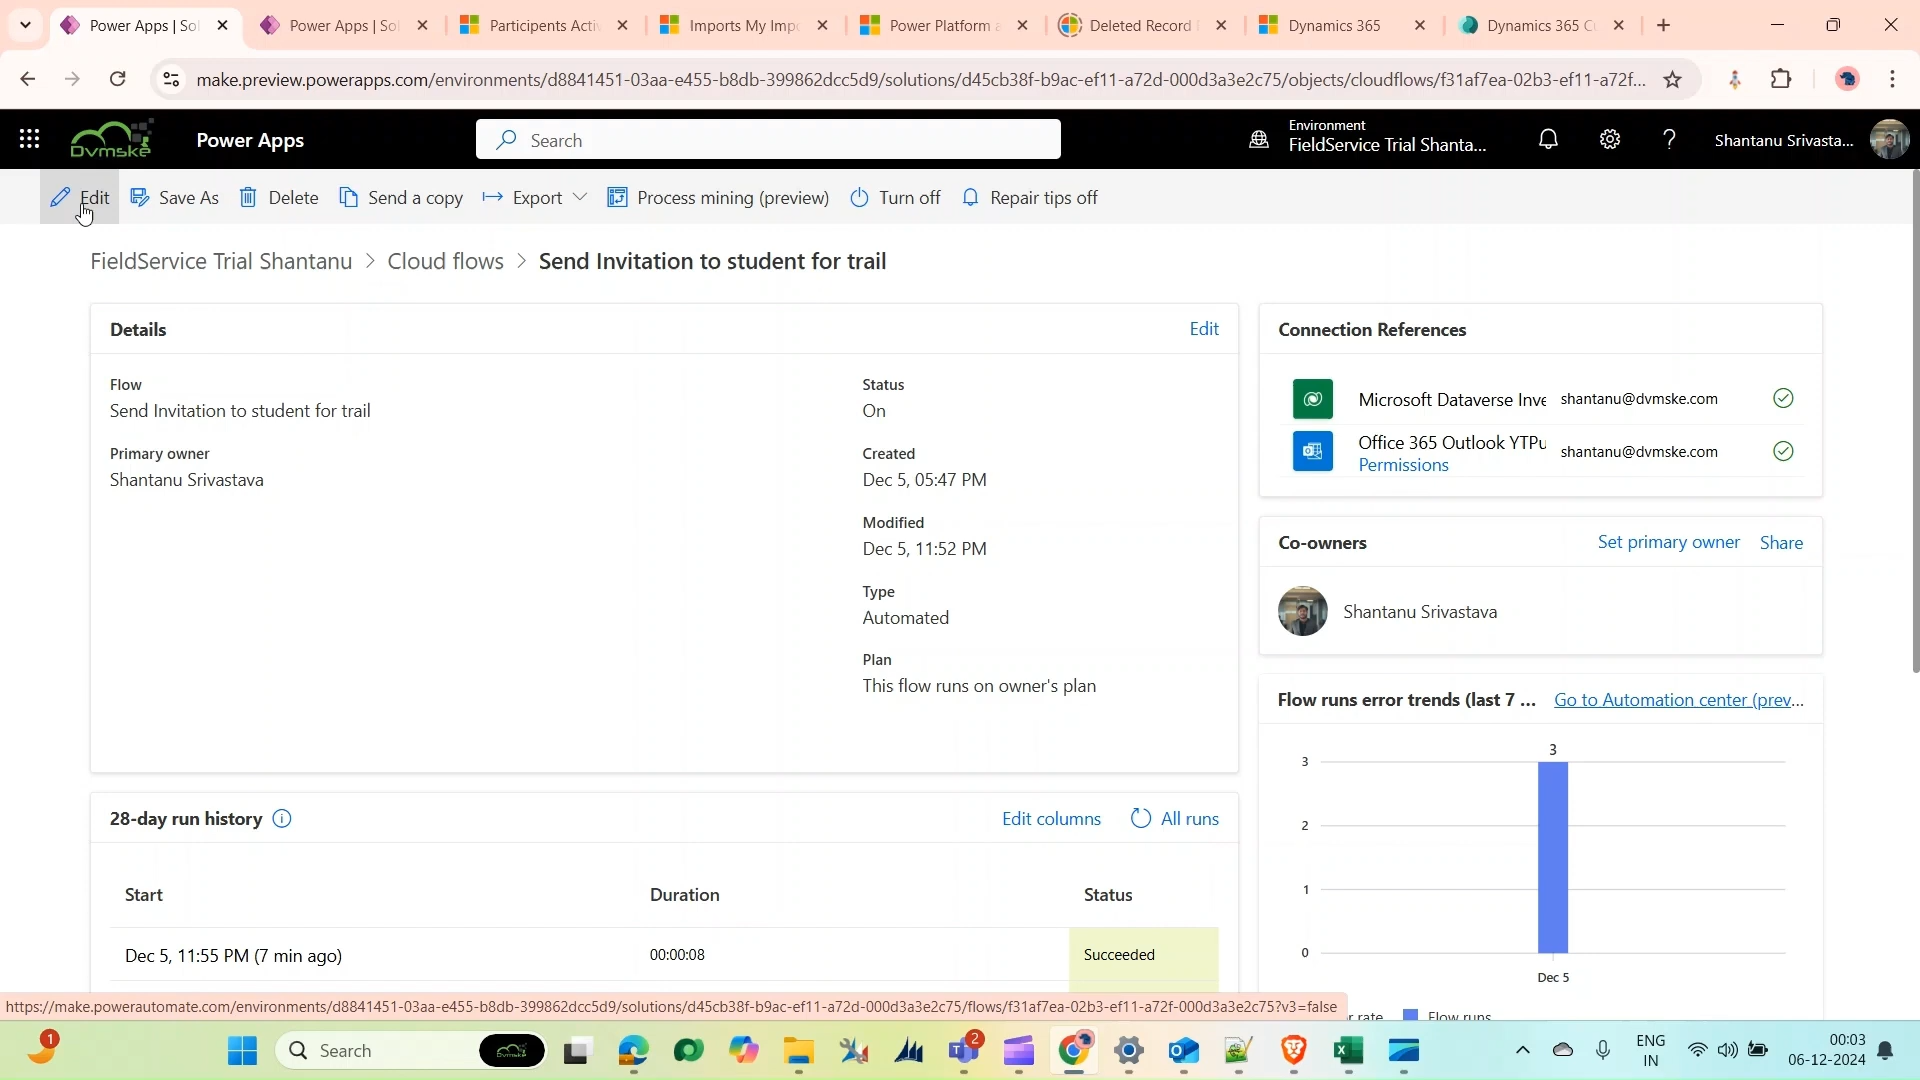 Power Apps | Sol
Power Apps | Sol
Participants Activ
Imports My Imp
Power Platform a
Deleted Record
Dynamics 365
Dynamics 365 C
make.preview.powerapps.com/environments/d8841451-03aa-e455-b8db-399862dcc5d9/solutions/d45cb38f-b9ac-ef11-a72d-000d3a3e2c75/objects/cloudflows/f31af7ea-02b3-ef11-a72f...
Dvmske
Power Apps
Search
Environment
FieldService Trial Shanta...
Shantanu Srivasta...
Edit
Save As
Delete
Send a copy
Export
Process mining (preview)
Turn off
Repair tips off
FieldService Trial Shantanu > Cloud flows > Send Invitation to student for trail
Details
Edit
Flow
Send Invitation to student for trail
Primary owner
Shantanu Srivastava
Status
On
Created
Dec 5, 05:47 PM
Modified
Dec 5, 11:52 PM
Type
Automated
Plan
This flow runs on owner's plan
Connection References
Microsoft Dataverse Inve
shantanu@dvmske.com
Office 365 Outlook YTPu
shantanu@dvmske.com
Permissions
Co-owners
Set primary owner
Share
Shantanu Srivastava
Flow runs error trends (last 7 ...
Go to Automation center (prev...
3
3
2
1
0
Dec 5
r rate
Flow runs
28-day run history
Edit columns
All runs
Start
Duration
Status
Dec 5, 11:55 PM (7 min ago)
00:00:08
Succeeded
https://make.powerautomate.com/environments/d8841451-03aa-e455-b8db-399862dcc5d9/solutions/d45cb38f-b9ac-ef11-a72d-000d3a3e2c75/flows/f31af7ea-02b3-ef11-a72f-000d3a3e2c75?v3=false
1
Search
Dvmske
2
ENG
IN
00:03
06-12-2024